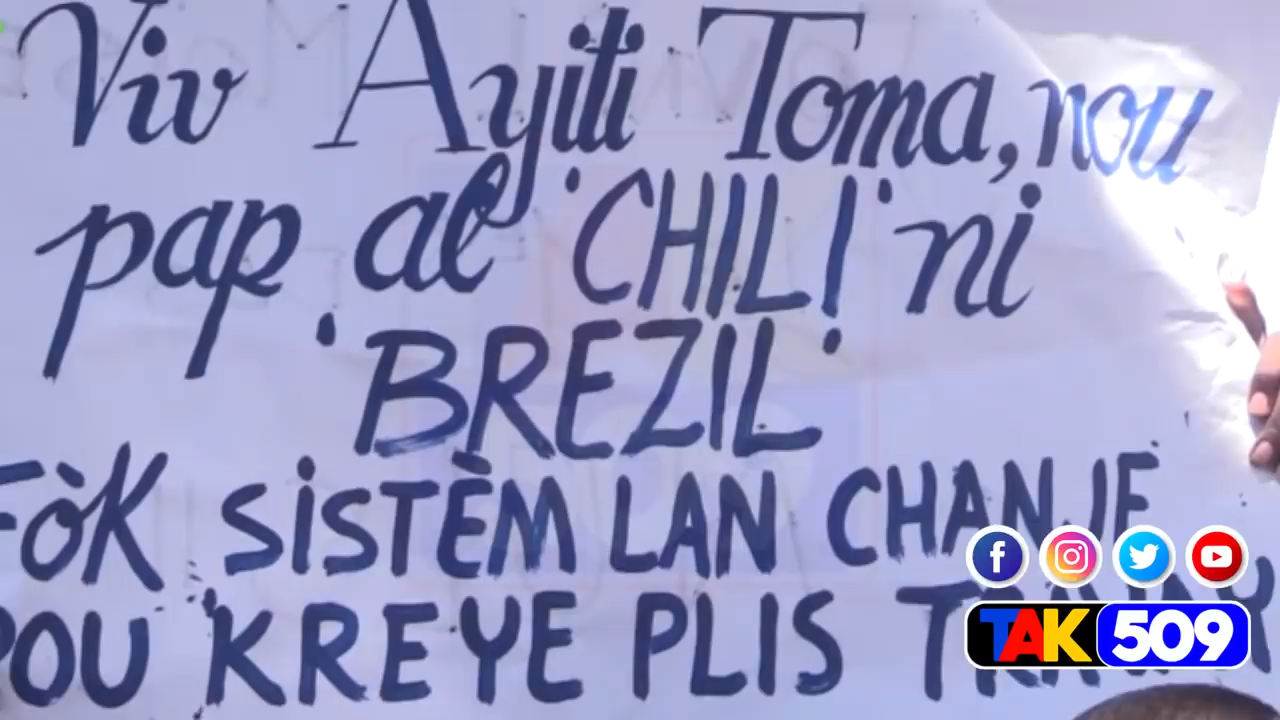 Viv Ayiti Toma, nou
pap al 'CHILI' ni
'BREZIL'
FòK SiSTÈM LAN CHANJE
POU KREYE PLIS
TAK 509